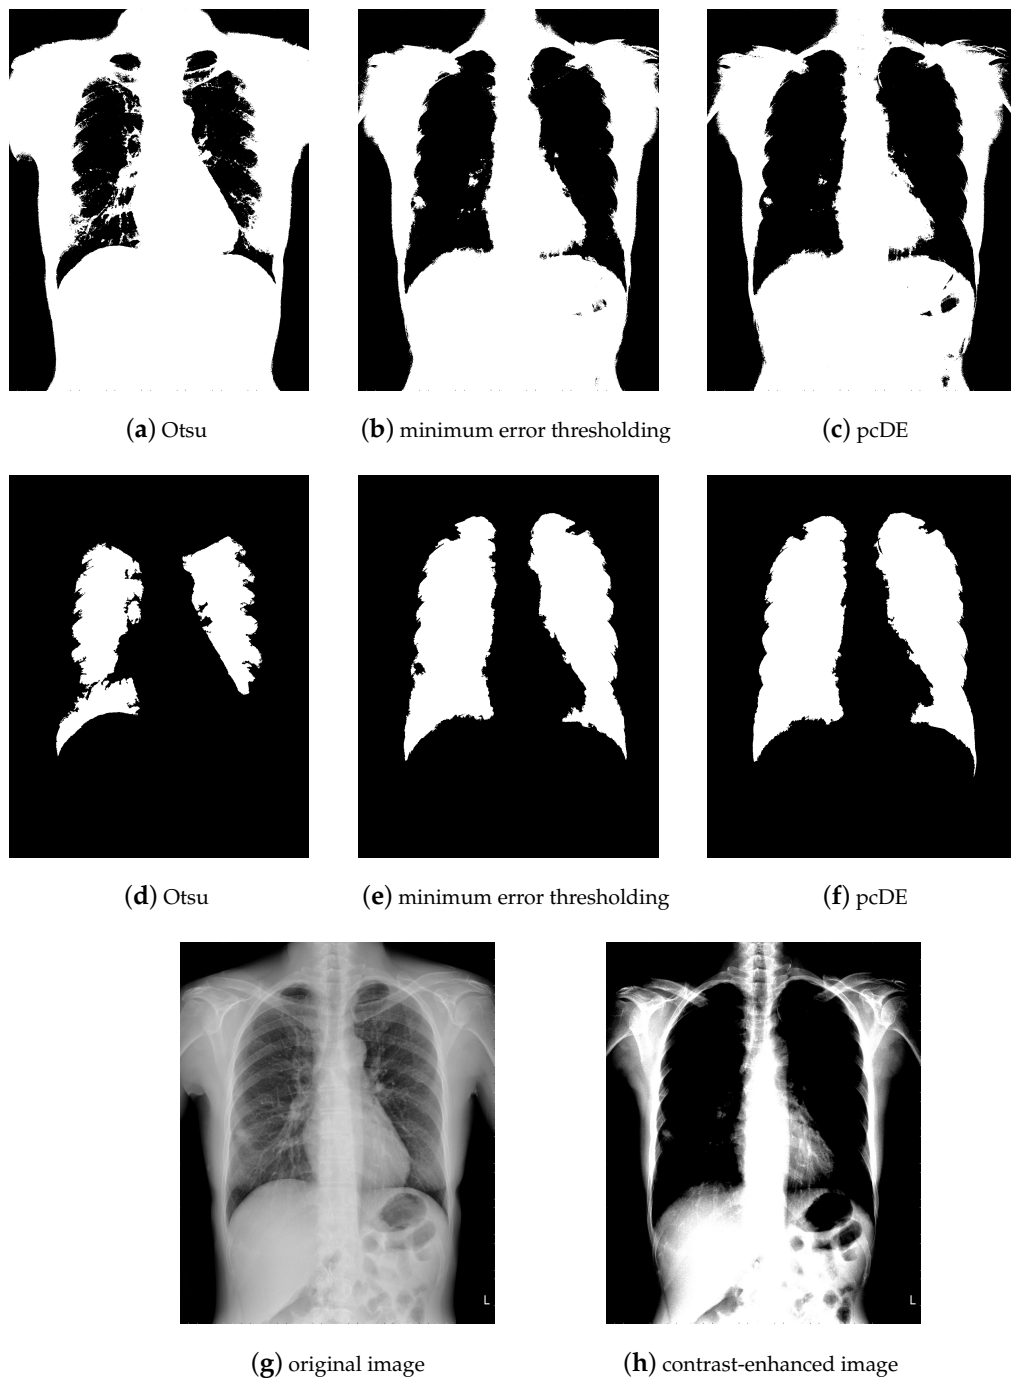 (a) Otsu
(b) minimum error thresholding
(c) pcDE
(d) Otsu
(e) minimum error thresholding
(f) pcDE
L
L
(g) original image
(h) contrast-enhanced image